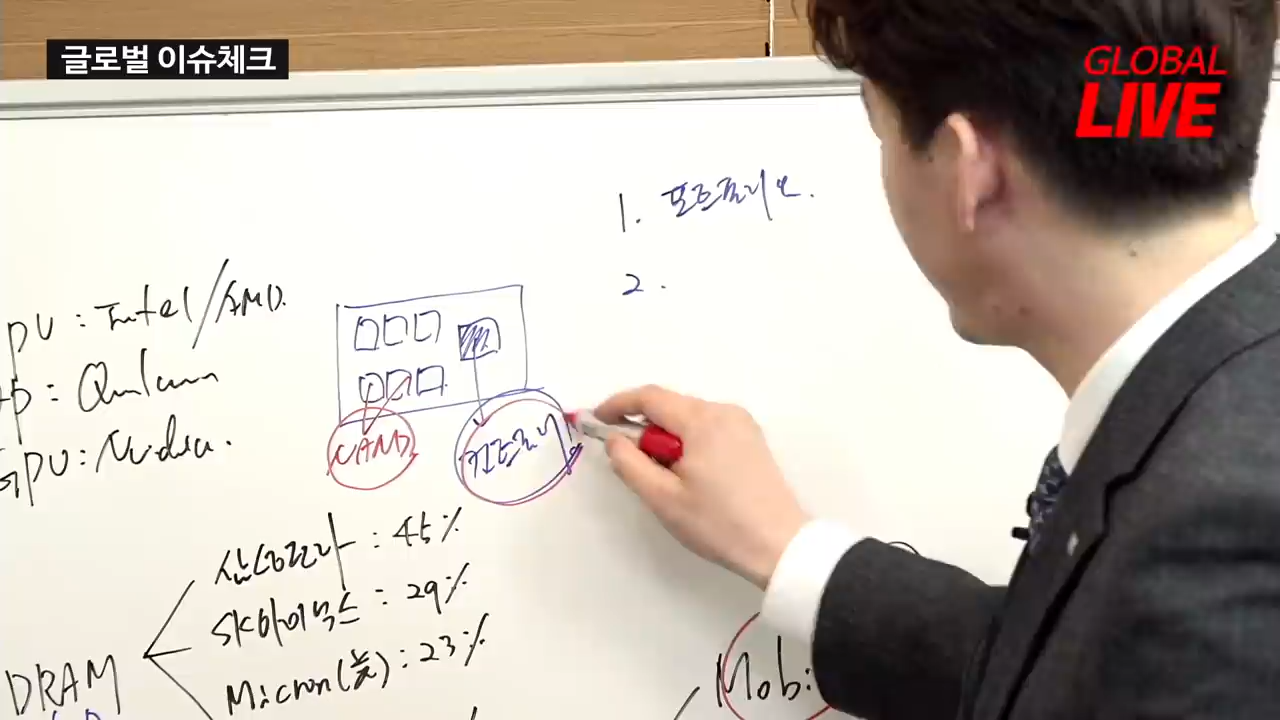 글로벌 이슈체크
GLOBAL
LIVE
1. 포트폴리오.
2.
PU : Intel/AMD.
P : Qualcomm
GPU : Nvidia.
NAND
컨트롤러
삼성전자 : 45%
SK하이닉스 : 29%
Micron(美) : 23%
DRAM
Mobi